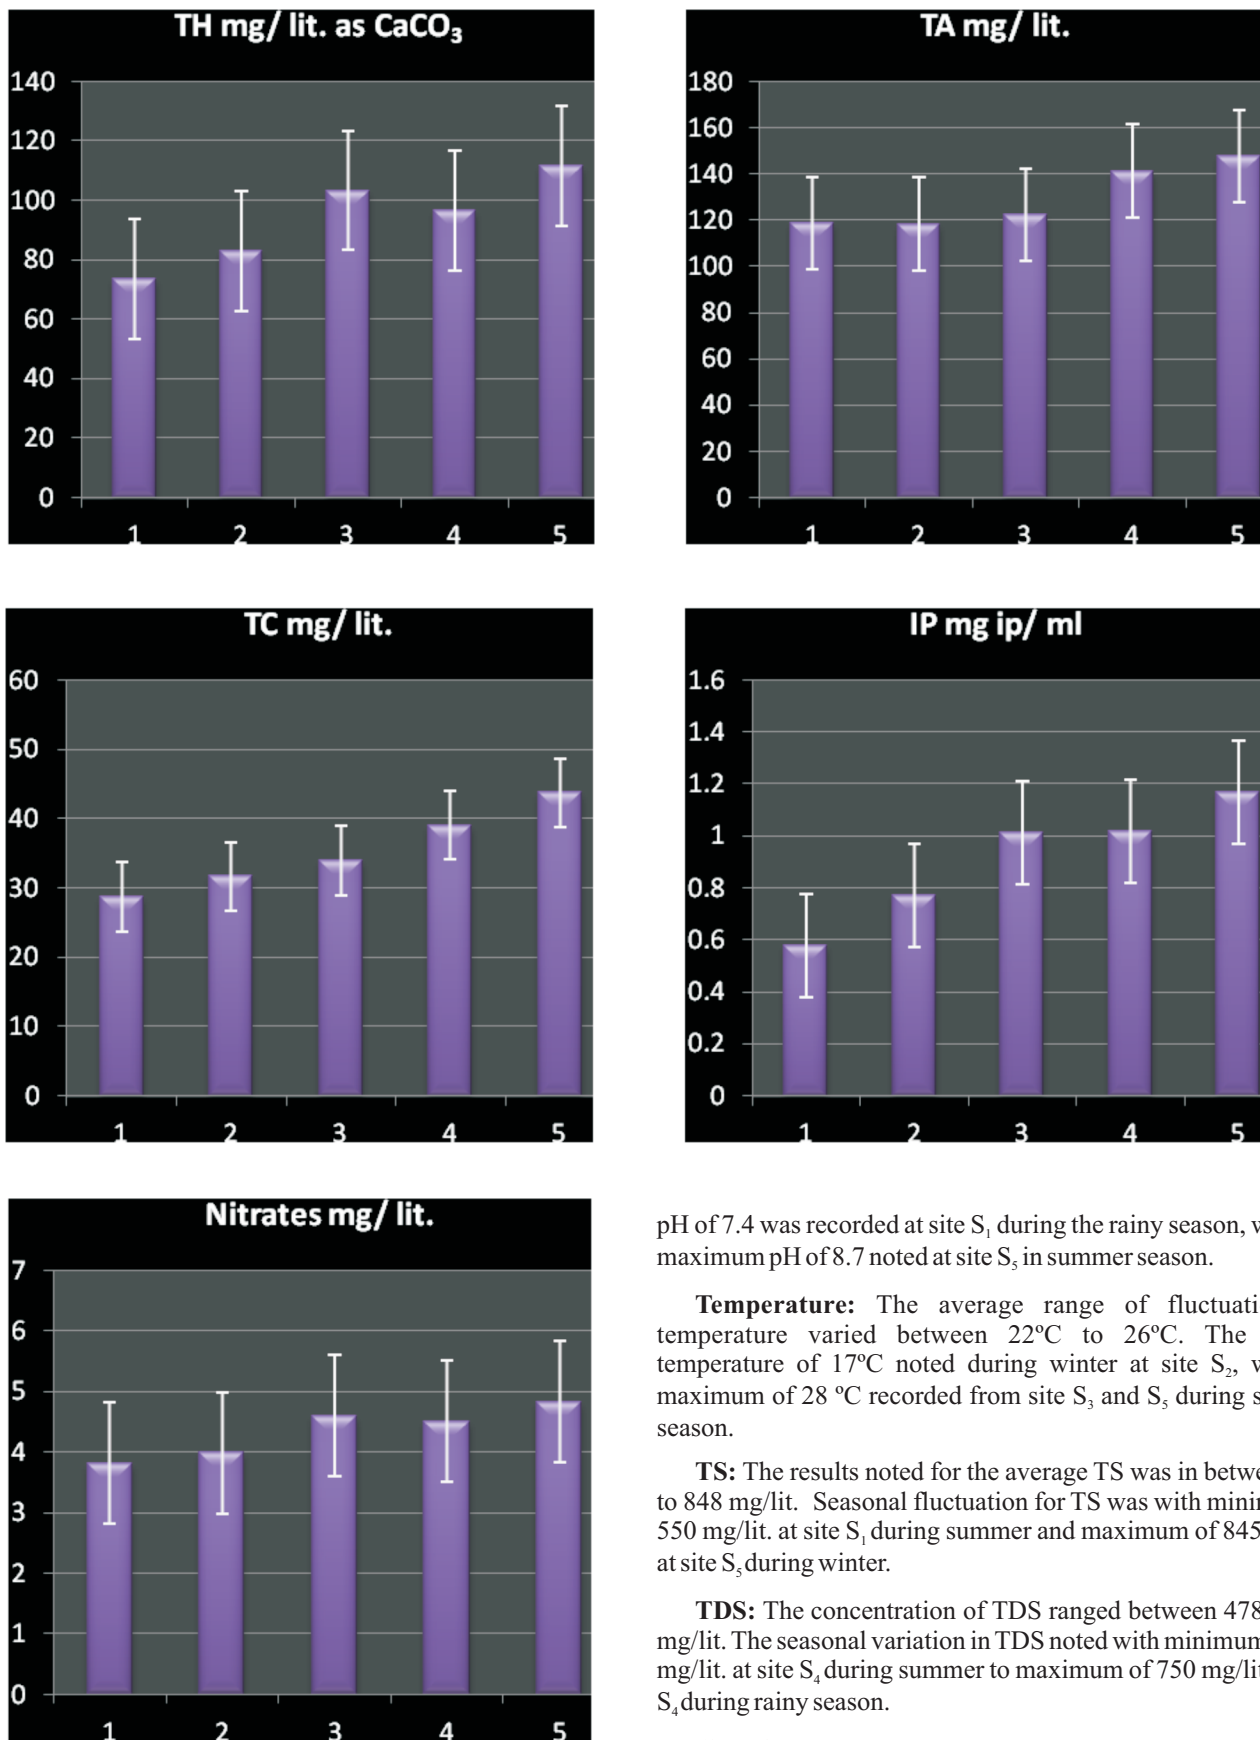 TH mg/ lit. as CaCO₃
140
120
100
80
60
40
20
0
1 2 3 4 5
TA mg/ lit.
180
160
140
120
100
80
60
40
20
0
1 2 3 4 5
TC mg/ lit.
60
50
40
30
20
10
0
1 2 3 4 5
IP mg ip/ ml
1.6
1.4
1.2
1
0.8
0.6
0.4
0.2
0
1 2 3 4 5
Nitrates mg/ lit.
7
6
5
4
3
2
1
0
1 2 3 4 5
pH of 7.4 was recorded at site S₁ during the rainy season,
maximum pH of 8.7 noted at site S₅ in summer season.
Temperature: The average range of
temperature varied between 22ºC to 26ºC. The
temperature of 17ºC noted during winter at site S₂,
maximum of 28 ºC recorded from site S₃ and S₅ during
season.
TS: The results noted for the average TS was in
to 848 mg/lit. Seasonal fluctuation for TS was with
550 mg/lit. at site S₁ during summer and maximum of 845
at site S₅ during winter.
TDS: The concentration of TDS ranged between 478
mg/lit. The seasonal variation in TDS noted with minimum
mg/lit. at site S₄ during summer to maximum of 750
S₄ during rainy season.